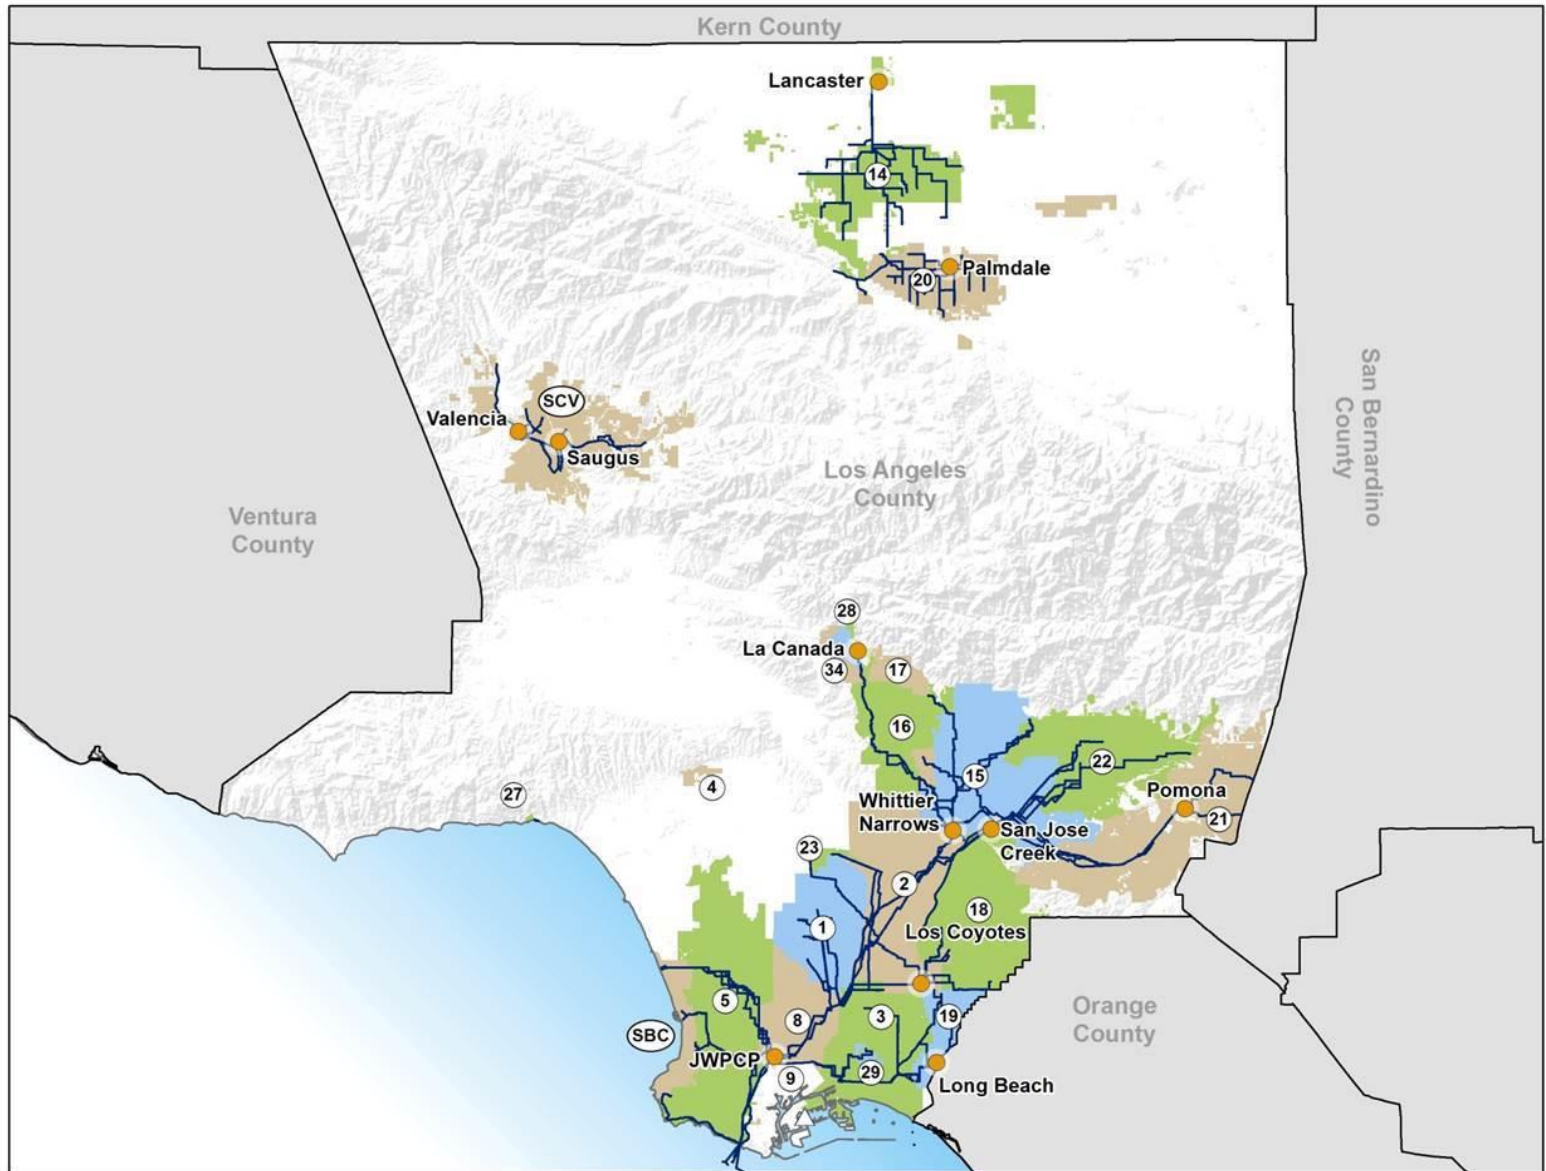 Kern County
Lancaster
14
20
Palmdale
San Bernardino
County
SCV
Valencia
Saugus
Los Angeles
County
Ventura
County
28
La Canada
34
17
16
27
4
15
22
Pomona
21
Whittier
Narrows
San Jose
Creek
23
2
18
1
Los Coyotes
5
8
3
19
Orange
County
SBC
JWPCP
9
29
Long Beach